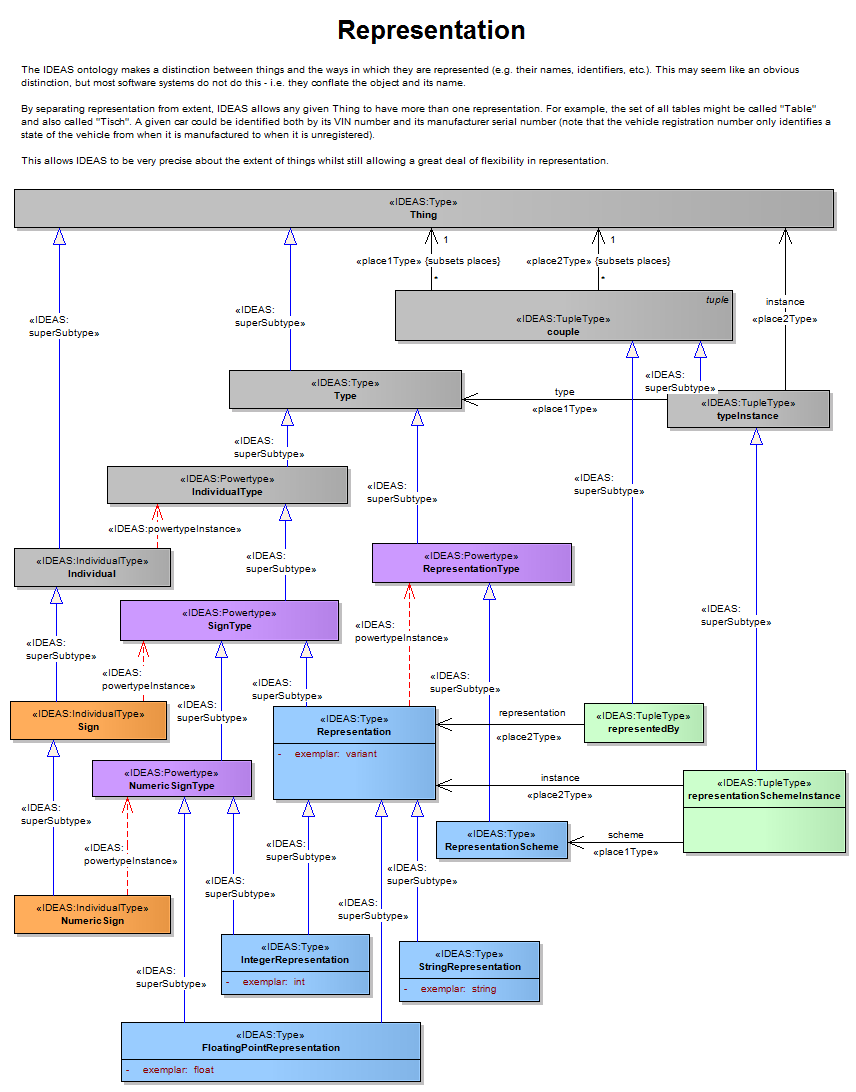 Representation
The IDEAS ontology makes a distinction between things and the ways in which they are represented (e.g. their names, identifiers, etc.). This may seem like an obvious
distinction, but most software systems do not do this - i.e. they conflate the object and its name.
By separating representation from extent, IDEAS allows any given Thing to have more than one representation. For example, the set of all tables might be called "Table"
and also called "Tisch". A given car could be identified both by its VIN number and its manufacturer serial number (note that the vehicle registration number only identifies a
state of the vehicle from when it is manufactured to when it is unregistered).
This allows IDEAS to be very precise about the extent of things whilst still allowing a great deal of flexibility in representation.
«IDEAS:Type»
Thing
1
1
«place1Type» {subsets places}
«place2Type» {subsets places}
*
*
tuple
«IDEAS:TupleType»
couple
instance
«place2Type»
«IDEAS:
superSubtype»
«IDEAS:
superSubtype»
«IDEAS:
superSubtype»
«IDEAS:Type»
Type
type
«place1Type»
«IDEAS:TupleType»
typeInstance
«IDEAS:
superSubtype»
«IDEAS:Powertype»
IndividualType
«IDEAS:
superSubtype»
«IDEAS:
superSubtype»
«IDEAS:powertypeInstance»
«IDEAS:IndividualType»
Individual
«IDEAS:
superSubtype»
«IDEAS:Powertype»
RepresentationType
«IDEAS:Powertype»
SignType
«IDEAS:
powertypeInstance»
«IDEAS:
superSubtype»
«IDEAS:
superSubtype»
«IDEAS:
powertypeInstance»
«IDEAS:
superSubtype»
«IDEAS:
superSubtype»
«IDEAS:
superSubtype»
«IDEAS:IndividualType»
Sign
«IDEAS:Type»
Representation
- exemplar: variant
representation
«place2Type»
«IDEAS:TupleType»
representedBy
«IDEAS:Powertype»
NumericSignType
instance
«place2Type»
«IDEAS:TupleType»
representationSchemeInstance
«IDEAS:
superSubtype»
«IDEAS:Type»
RepresentationScheme
scheme
«place1Type»
«IDEAS:
powertypeInstance»
«IDEAS:
superSubtype»
«IDEAS:
superSubtype»
«IDEAS:
superSubtype»
«IDEAS:
superSubtype»
«IDEAS:IndividualType»
NumericSign
«IDEAS:Type»
IntegerRepresentation
- exemplar: int
«IDEAS:Type»
StringRepresentation
- exemplar: string
«IDEAS:
superSubtype»
«IDEAS:Type»
FloatingPointRepresentation
- exemplar: float